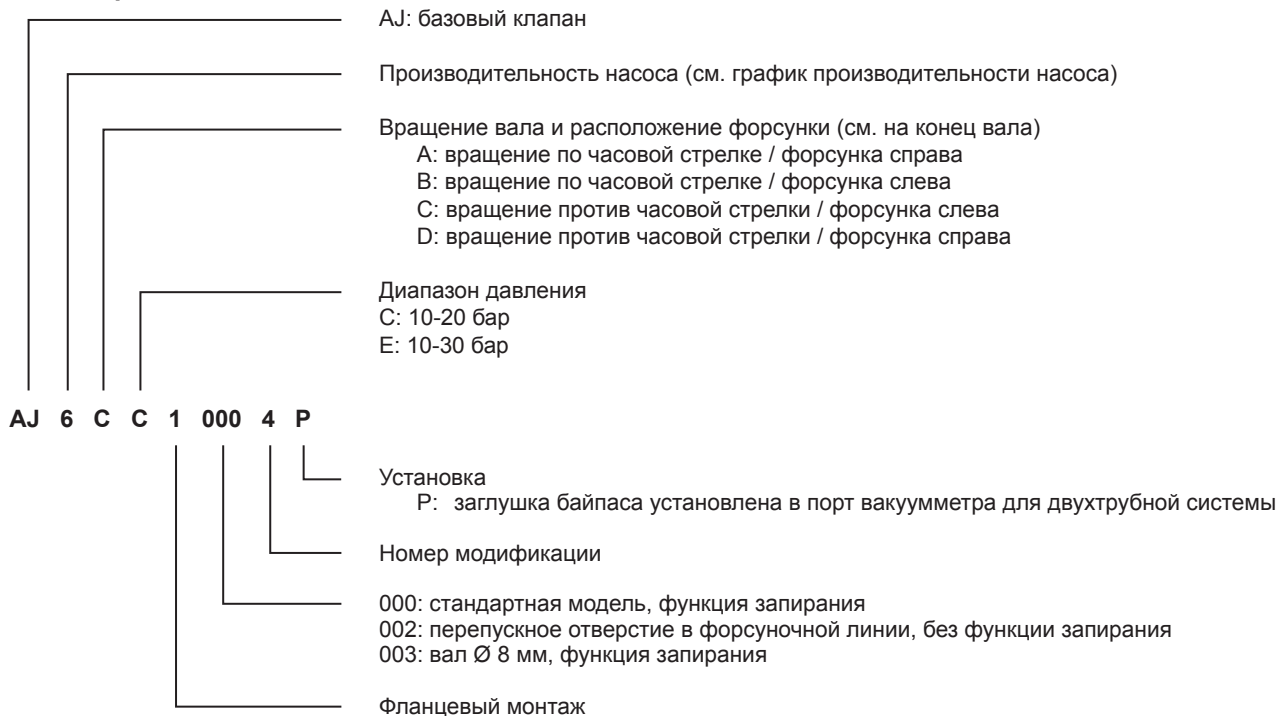 AJ: базовый клапан
Производительность насоса (см. график производительности насоса)
Вращение вала и расположение форсунки (см. на конец вала)
A: вращение по часовой стрелке / форсунка справа
B: вращение по часовой стрелке / форсунка слева
C: вращение против часовой стрелки / форсунка слева
D: вращение против часовой стрелки / форсунка справа
Диапазон давления
C: 10-20 бар
E: 10-30 бар
AJ 6 C C 1 000 4 P
Установка
P: заглушка байпаса установлена в порт вакуумметра для двухтрубной системы
Номер модификации
000: стандартная модель, функция запирания
002: перепускное отверстие в форсуночной линии, без функции запирания
003: вал Ø 8 мм, функция запирания
Фланцевый монтаж